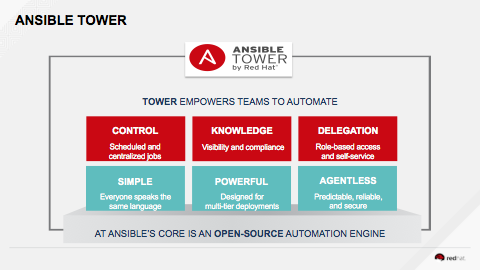 ANSIBLE TOWER
ANSIBLE
TOWER
by Red Hat®
TOWER EMPOWERS TEAMS TO AUTOMATE
CONTROL
Scheduled and
centralized jobs
KNOWLEDGE
Visibility and compliance
DELEGATION
Role-based access
and self-service
SIMPLE
Everyone speaks the
same language
POWERFUL
Designed for
multi-tier deployments
AGENTLESS
Predictable, reliable,
and secure
AT ANSIBLE'S CORE IS AN OPEN-SOURCE AUTOMATION ENGINE
redhat.